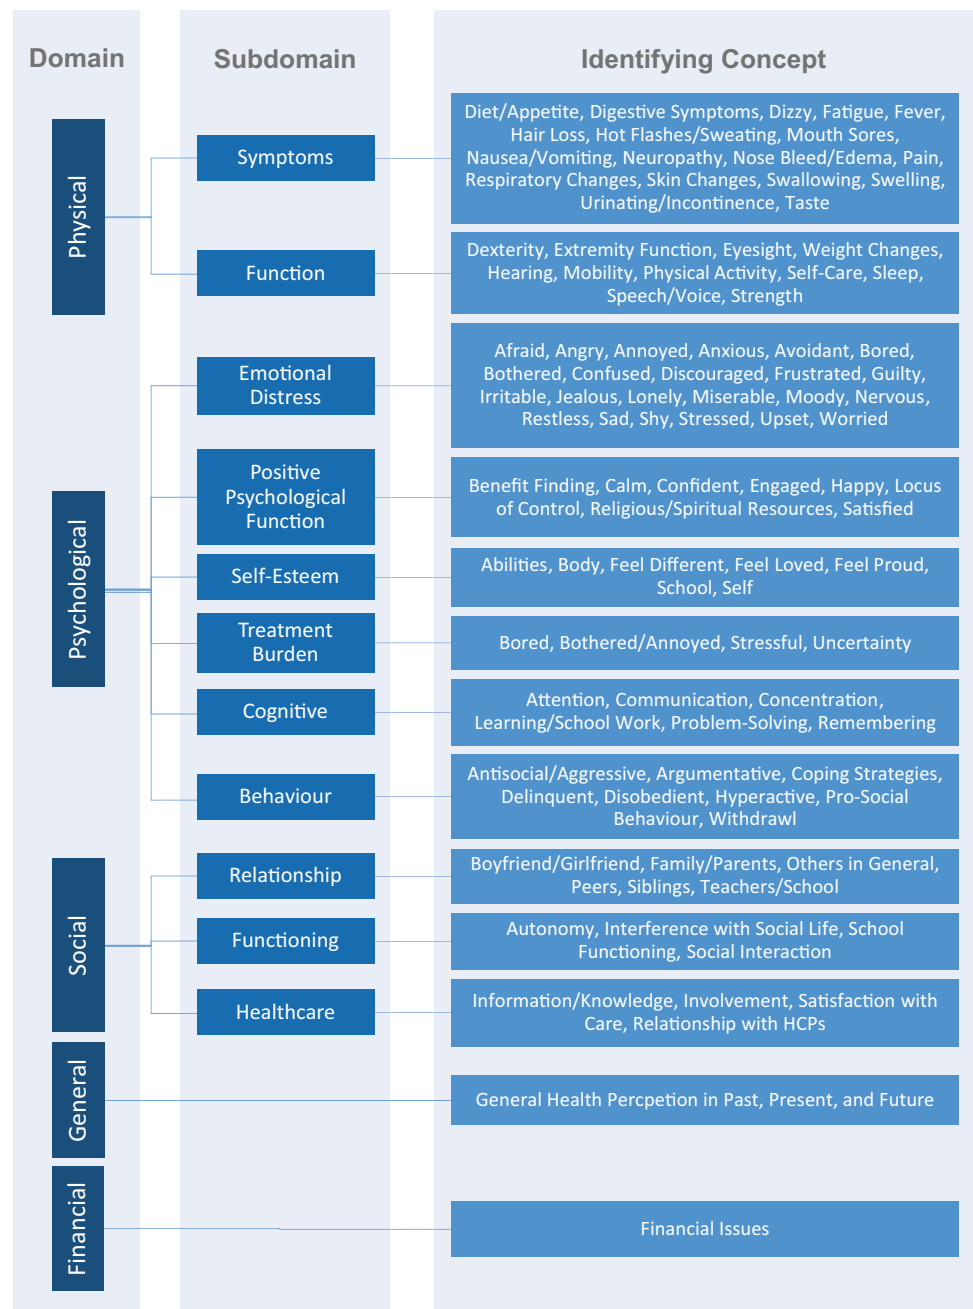 Domain
Subdomain
Identifying Concept
Physical
Symptoms
Diet/Appetite, Digestive Symptoms, Dizzy, Fatigue, Fever,
Hair Loss, Hot Flashes/Sweating, Mouth Sores,
Nausea/Vomiting, Neuropathy, Nose Bleed/Edema, Pain,
Respiratory Changes, Skin Changes, Swallowing, Swelling,
Urinating/Incontinence, Taste
Function
Dexterity, Extremity Function, Eyesight, Weight Changes,
Hearing, Mobility, Physical Activity, Self-Care, Sleep,
Speech/Voice, Strength
Psychological
Emotional
Distress
Afraid, Angry, Annoyed, Anxious, Avoidant, Bored,
Bothered, Confused, Discouraged, Frustrated, Guilty,
Irritable, Jealous, Lonely, Miserable, Moody, Nervous,
Restless, Sad, Shy, Stressed, Upset, Worried
Positive
Psychological
Function
Benefit Finding, Calm, Confident, Engaged, Happy, Locus
of Control, Religious/Spiritual Resources, Satisfied
Self-Esteem
Abilities, Body, Feel Different, Feel Loved, Feel Proud,
School, Self
Treatment
Burden
Bored, Bothered/Annoyed, Stressful, Uncertainty
Cognitive
Attention, Communication, Concentration,
Learning/School Work, Problem-Solving, Remembering
Behaviour
Antisocial/Aggressive, Argumentative, Coping Strategies,
Delinquent, Disobedient, Hyperactive, Pro-Social
Behaviour, Withdrawl
Social
Relationship
Boyfriend/Girlfriend, Family/Parents, Others in General,
Peers, Siblings, Teachers/School
Functioning
Autonomy, Interference with Social Life, School
Functioning, Social Interaction
Healthcare
Information/Knowledge, Involvement, Satisfaction with
Care, Relationship with HCPs
General
General Health Percpetion in Past, Present, and Future
Financial
Financial Issues